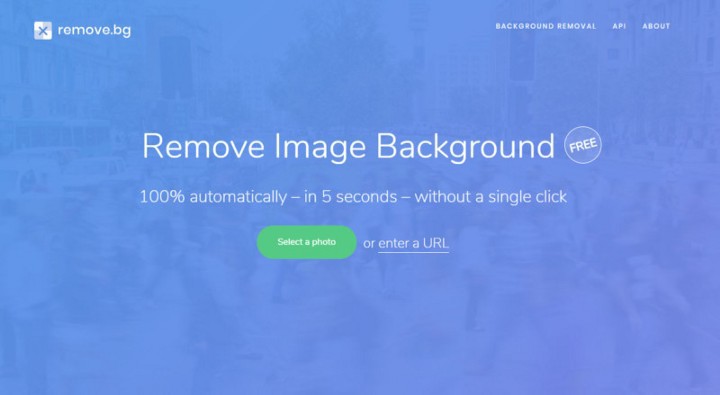 remove.bg
BACKGROUND REMOVAL API ABOUT
Remove Image Background FREE
100% automatically – in 5 seconds – without a single click
Select a photo or enter a URL